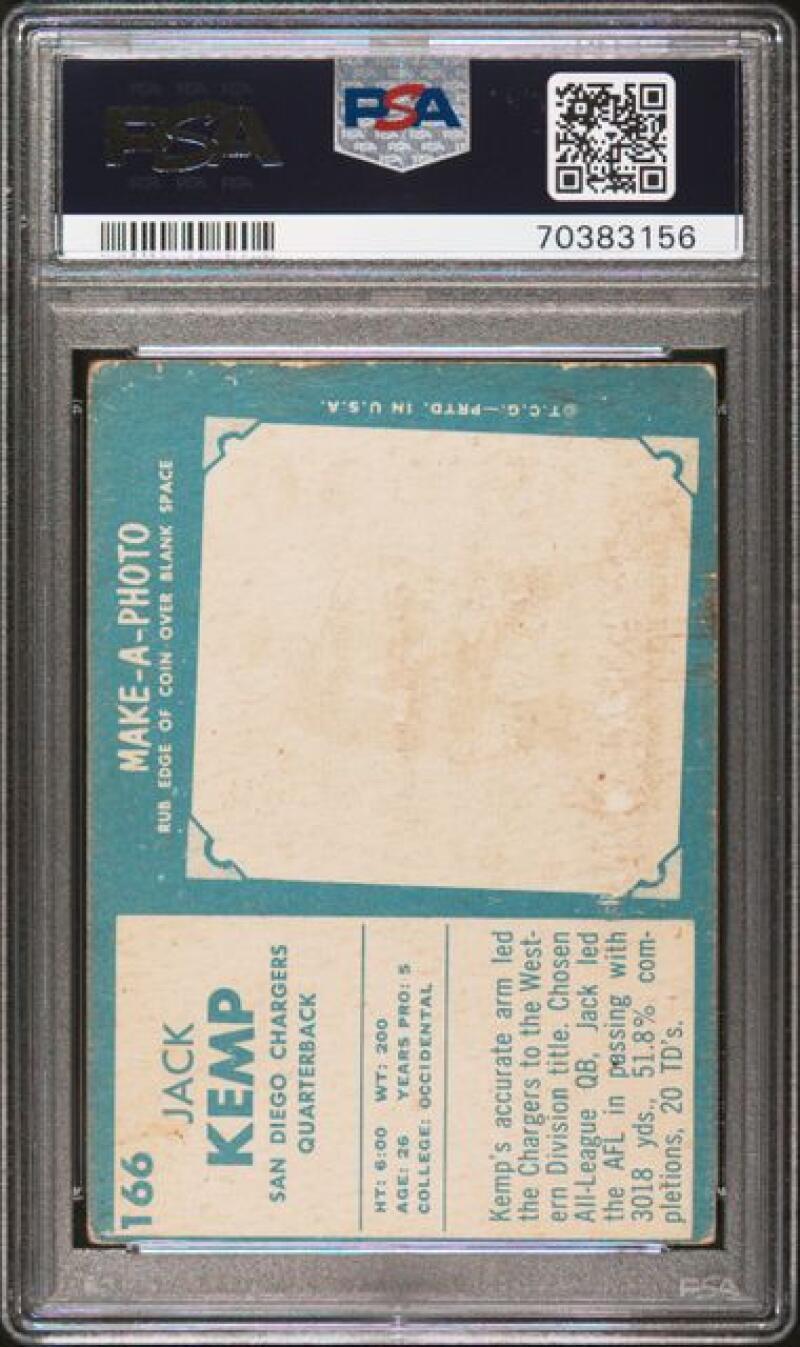 PSA
PSA
70383156
©T.C.G.—PRTD. IN U.S.A.
MAKE-A-PHOTO
RUB EDGE OF COIN OVER BLANK SPACE
166
JACK
KEMP
SAN DIEGO CHARGERS
QUARTERBACK
HT: 6:00 WT: 200
AGE: 26 YEARS PRO: 5
COLLEGE: OCCIDENTAL
Kemp's accurate arm led
the Chargers to the West-
ern Division title. Chosen
All-League QB, Jack led
the AFL in passing with
3018 yds., 51.8% com-
pletions, 20 TD's.
PSA